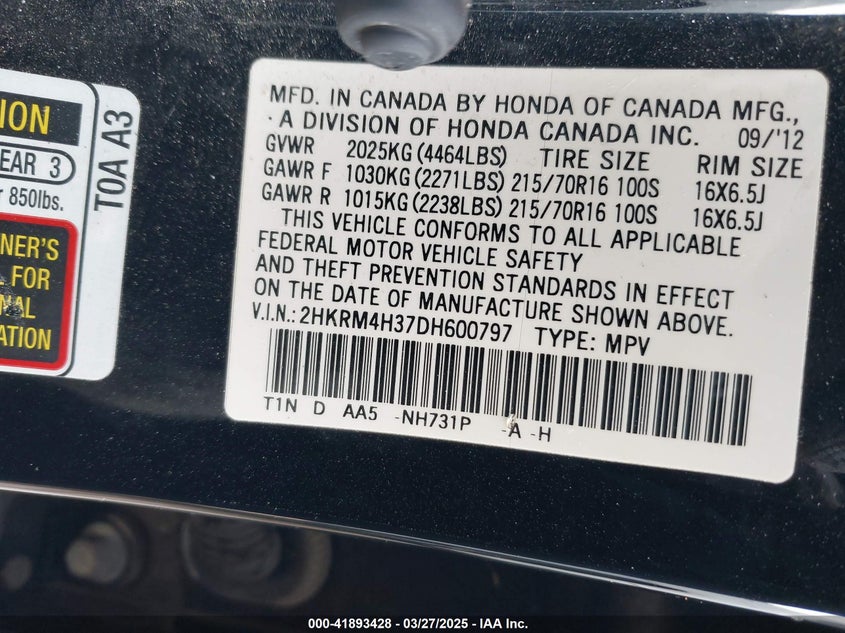 ION
EAR 3
r 850lbs.
NER'S
FOR
NAL
ATION
T0A A3
MFD. IN CANADA BY HONDA OF CANADA MFG.,
A DIVISION OF HONDA CANADA INC. 09/'12
GVWR 2025KG (4464LBS) TIRE SIZE RIM SIZE
GAWR F 1030KG (2271LBS) 215/70R16 100S 16X6.5J
GAWR R 1015KG (2238LBS) 215/70R16 100S 16X6.5J
THIS VEHICLE CONFORMS TO ALL APPLICABLE
FEDERAL MOTOR VEHICLE SAFETY
AND THEFT PREVENTION STANDARDS IN EFFECT
ON THE DATE OF MANUFACTURE SHOWN ABOVE.
V.I.N.: 2HKRM4H37DH600797 TYPE: MPV
T1N D AA5 -NH731P -A -H
000-41893428 - 03/27/2025 - IAA Inc.